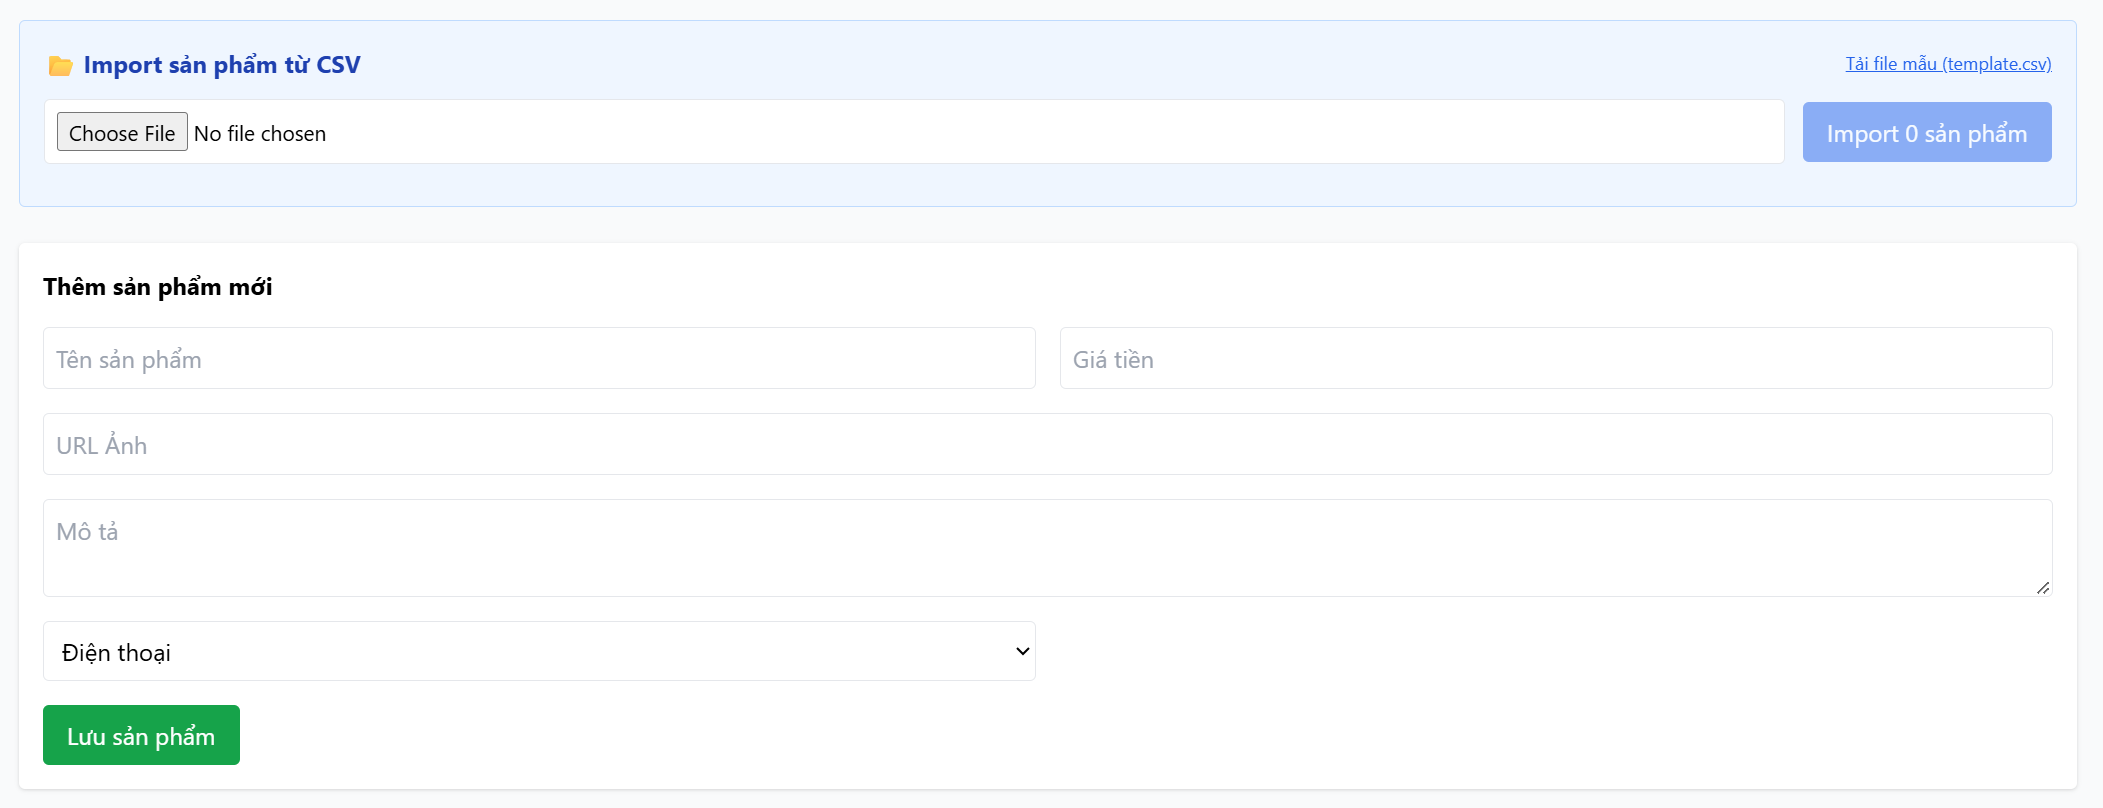 Import sản phẩm từ CSV
Tải file mẫu (template.csv)
Choose File No file chosen
Import 0 sản phẩm
Thêm sản phẩm mới
Tên sản phẩm
Giá tiền
URL Ảnh
Mô tả
Điện thoại
Lưu sản phẩm